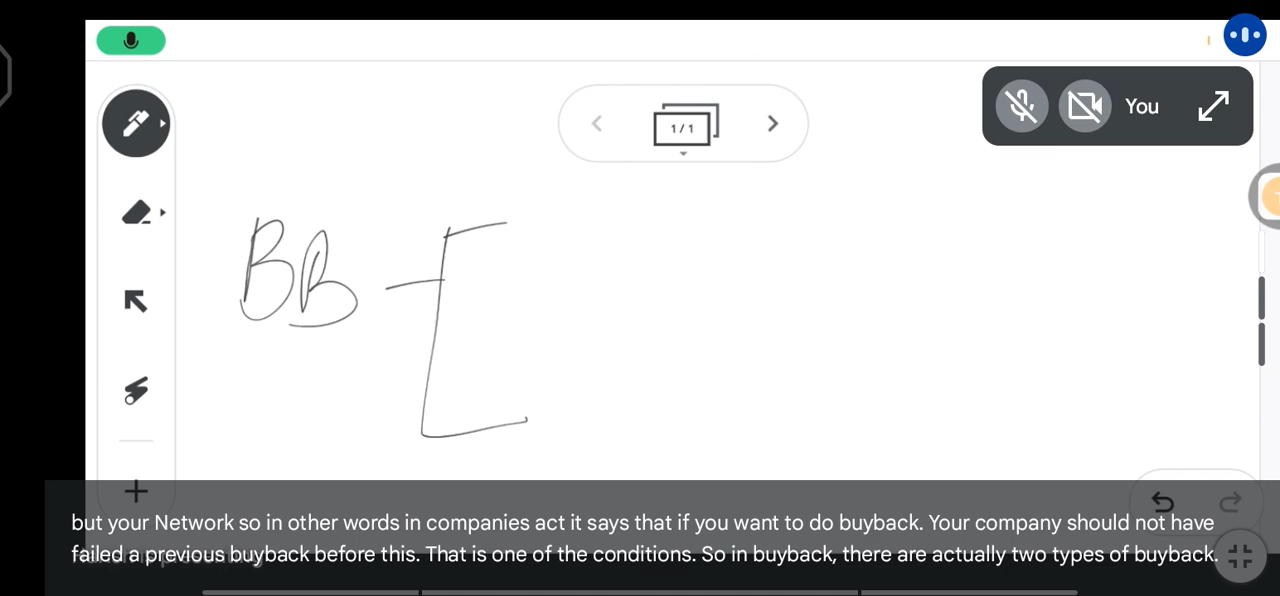 You
1 / 1
BB
but your Network so in other words in companies act it says that if you want to do buyback. Your company should not have
failed a previous buyback before this. That is one of the conditions. So in buyback, there are actually two types of buyback.